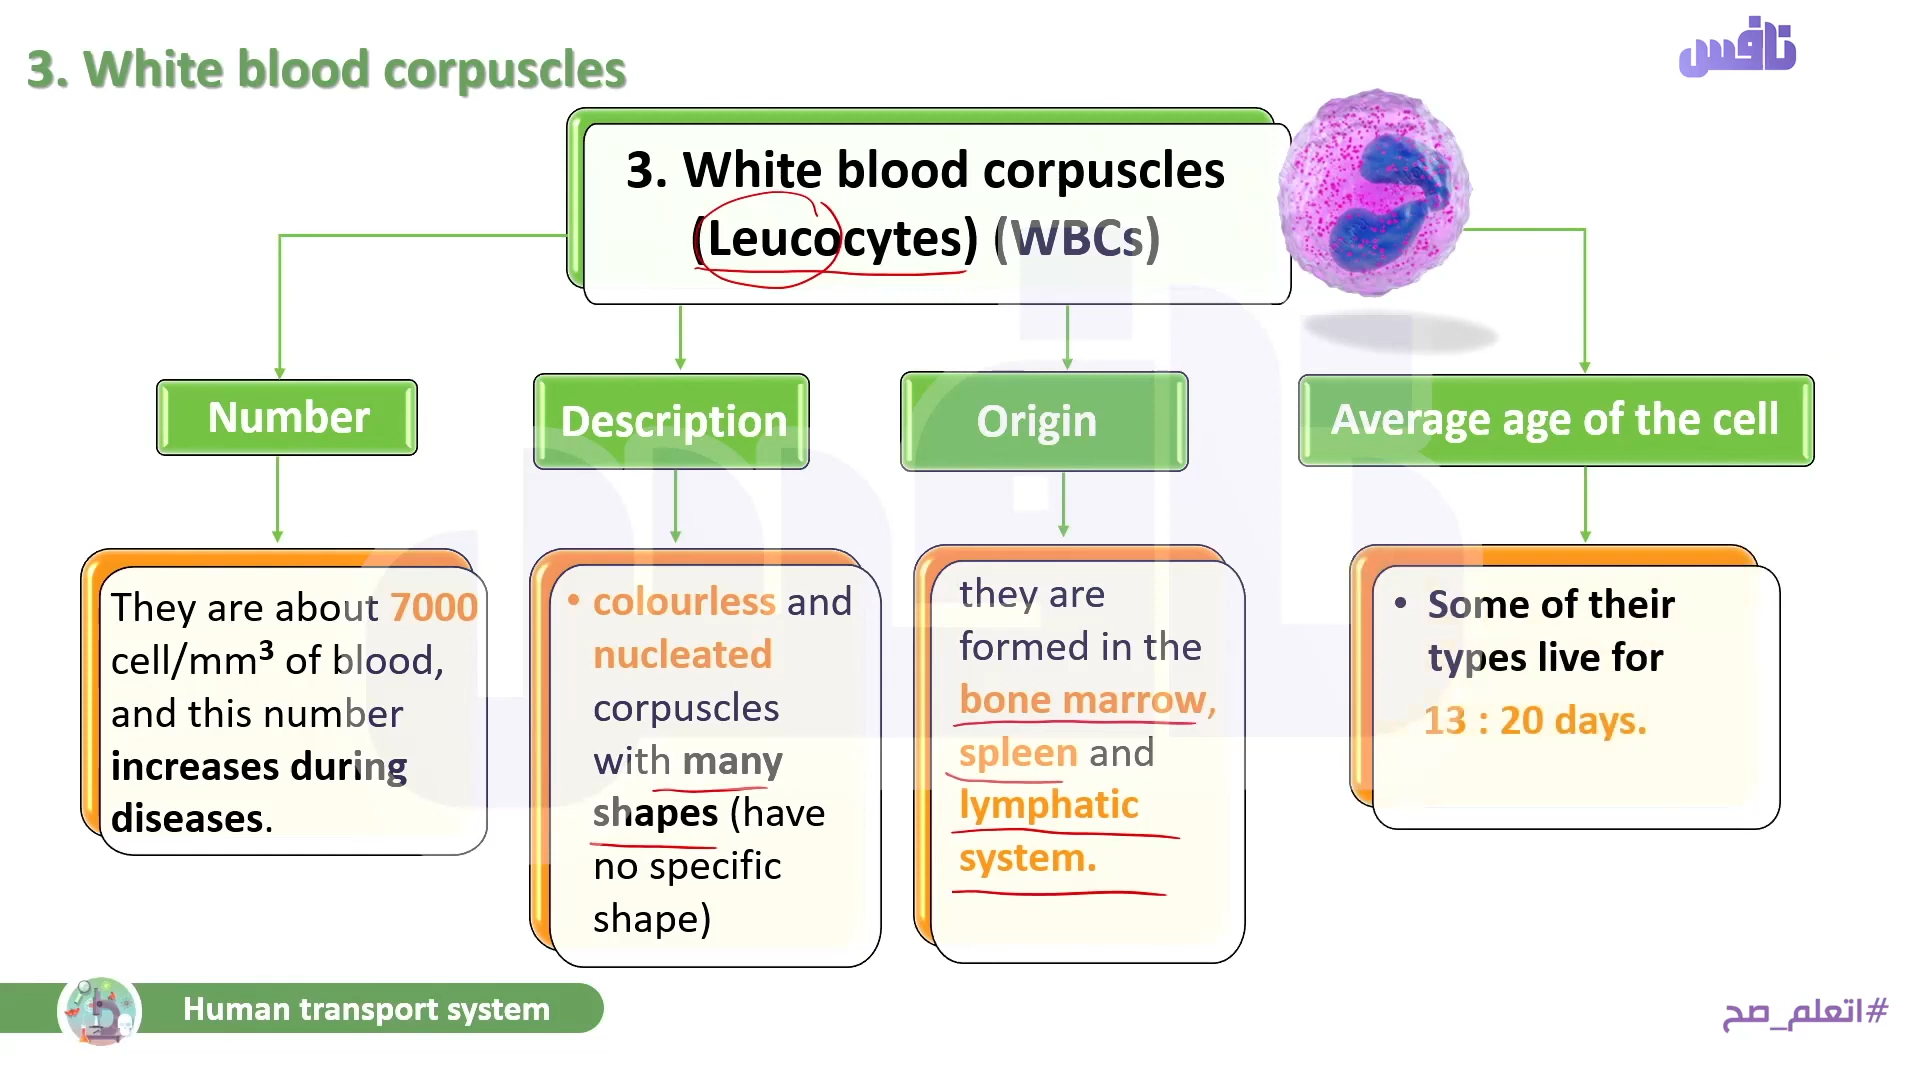 3. White blood corpuscles
نافس
3. White blood corpuscles
(Leucocytes) (WBCs)
Number
Description
Origin
Average age of the cell
They are about 7000
cell/mm³ of blood,
and this number
increases during
diseases.
• colourless and
nucleated
corpuscles
with many
shapes (have
no specific
shape)
they are
formed in the
bone marrow,
spleen and
lymphatic
system.
• Some of their
types live for
13 : 20 days.
Human transport system
#اتعلم_صح